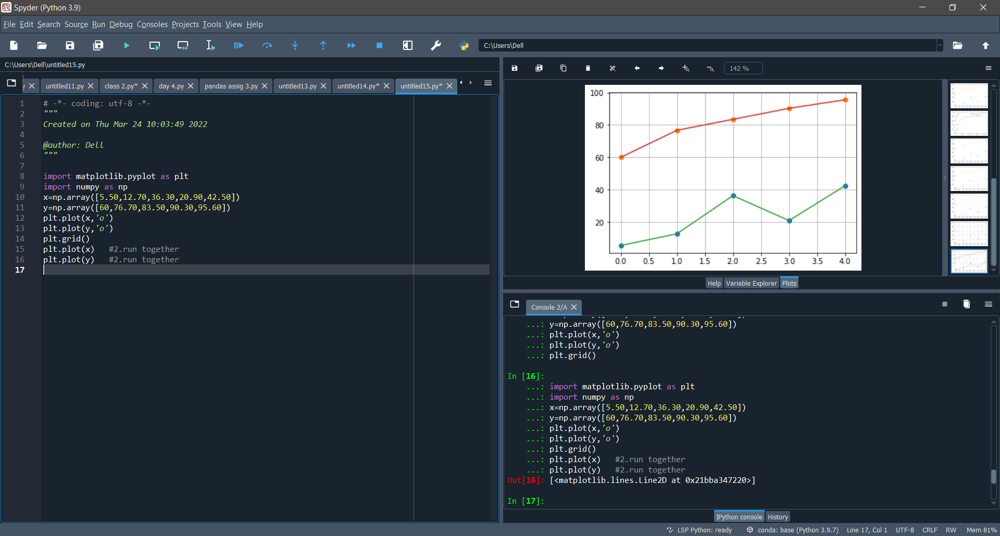 Spyder (Python 3.9)
File Edit Search Source Run Debug Consoles Projects Tools View Help
C:\Users\Dell
C:\Users\Dell\untitled15.py
y untitled11.py class 2.py* day 4.py pandas assig 3.py untitled13.py untitled14.py* untitled15.py*
1 # -*- coding: utf-8 -*-
2 """
3 Created on Thu Mar 24 10:03:49 2022
4
5 @author: Dell
6 """
7
8 import matplotlib.pyplot as plt
9 import numpy as np
10 x=np.array([5.50,12.70,36.30,20.90,42.50])
11 y=np.array([60,76.70,83.50,90.30,95.60])
12 plt.plot(x,'o')
13 plt.plot(y,'o')
14 plt.grid()
15 plt.plot(x)   #2.run together
16 plt.plot(y)   #2.run together
17
142 %
100
80
60
40
20
0.0 0.5 1.0 1.5 2.0 2.5 3.0 3.5 4.0
Help Variable Explorer Plots
Console 2/A
...: y=np.array([60,76.70,83.50,90.30,95.60])
...: plt.plot(x,'o')
...: plt.plot(y,'o')
...: plt.grid()
In [16]:
...: import matplotlib.pyplot as plt
...: import numpy as np
...: x=np.array([5.50,12.70,36.30,20.90,42.50])
...: y=np.array([60,76.70,83.50,90.30,95.60])
...: plt.plot(x,'o')
...: plt.plot(y,'o')
...: plt.grid()
...: plt.plot(x)   #2.run together
...: plt.plot(y)   #2.run together
Out[16]: [<matplotlib.lines.Line2D at 0x21bba347220>]
In [17]:
IPython console History
LSP Python: ready conda: base (Python 3.9.7) Line 17, Col 1 UTF-8 CRLF RW Mem 81%